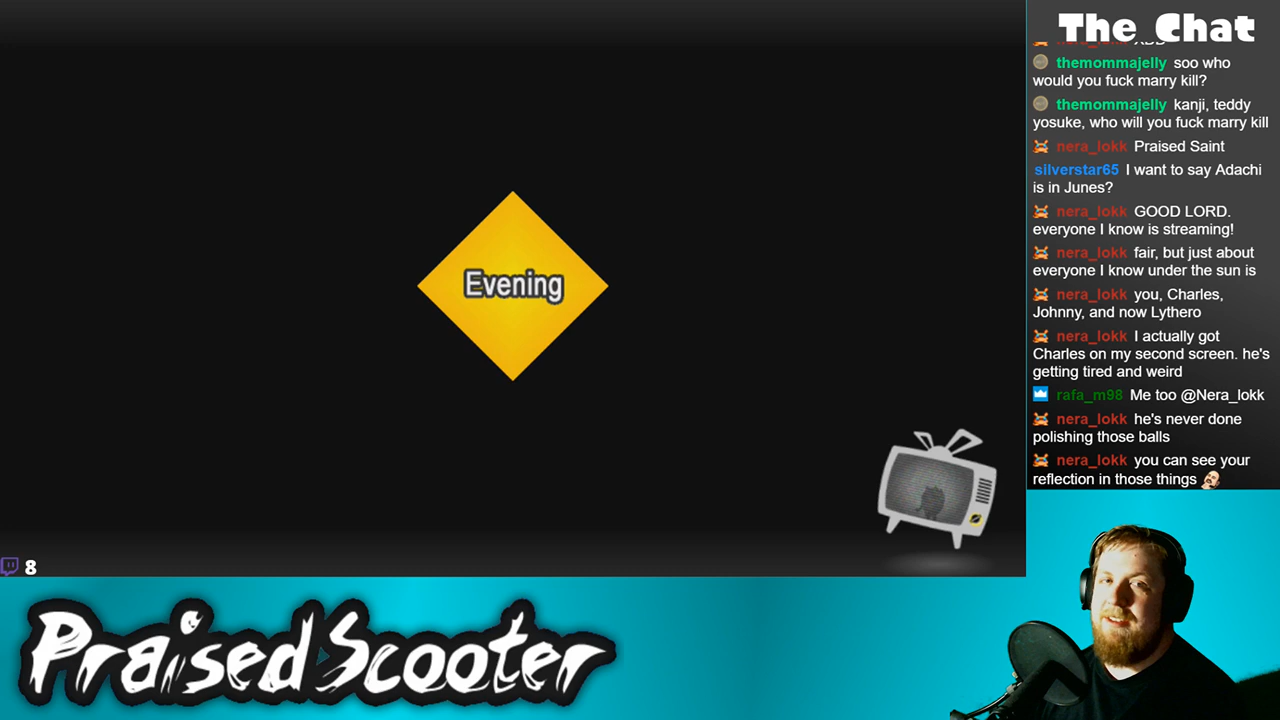 The Chat
nera_lokk XDD
themommajelly soo who
would you fuck marry kill?
themommajelly kanji, teddy
yosuke, who will you fuck marry kill
nera_lokk Praised Saint
silverstar65 I want to say Adachi
is in Junes?
nera_lokk GOOD LORD.
everyone I know is streaming!
nera_lokk fair, but just about
everyone I know under the sun is
nera_lokk you, Charles,
Johnny, and now Lythero
nera_lokk I actually got
Charles on my second screen. he's
getting tired and weird
rafa_m98 Me too @Nera_lokk
nera_lokk he's never done
polishing those balls
nera_lokk you can see your
reflection in those things
Evening
8
PraisedScooter